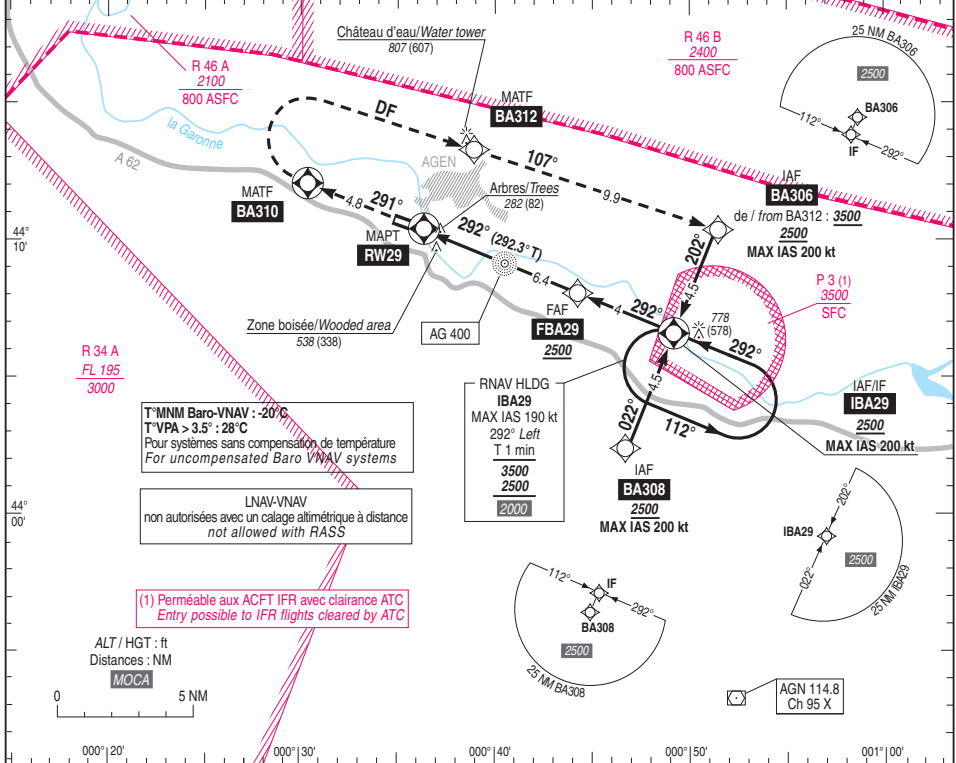 Château d'eau/Water tower
807 (607)
R 46 A
2100
800 ASFC
R 46 B
2400
800 ASFC
25 NM BA306
2500
BA306
112°
IF
292°
MATF
BA312
DF
107°
9.9
la Garonne
A 62
AGEN
MATF
BA310
4.8
291°
Arbres/Trees
282 (82)
IAF
BA306
de / from BA312 : 3500
2500
MAX IAS 200 kt
44°
10'
MAPT
RW29
292° (292.3°T)
6.4
202°
4.5
P 3 (1)
3500
SFC
Zone boisée/Wooded area
538 (338)
AG 400
FAF
FBA29
2500
4
292°
778
(578)
292°
R 34 A
FL 195
3000
RNAV HLDG
IBA29
MAX IAS 190 kt
292° Left
T 1 min
3500
2500
2000
022°
4.5
112°
IAF/IF
IBA29
2500
MAX IAS 200 kt
T°MNM Baro-VNAV : -20°C
T°VPA > 3.5° : 28°C
Pour systèmes sans compensation de température
For uncompensated Baro VNAV systems
IAF
BA308
2500
MAX IAS 200 kt
LNAV-VNAV
non autorisées avec un calage altimétrique à distance
not allowed with RASS
44°
00'
202°
IBA29
2500
022°
25 NM IBA29
(1) Perméable aux ACFT IFR avec clairance ATC
Entry possible to IFR flights cleared by ATC
112°
IF
292°
BA308
2500
25 NM BA308
ALT / HGT : ft
Distances : NM
MOCA
0 5 NM
AGN 114.8
Ch 95 X
000° 20' 000° 30' 000° 40' 000° 50' 001° 00'